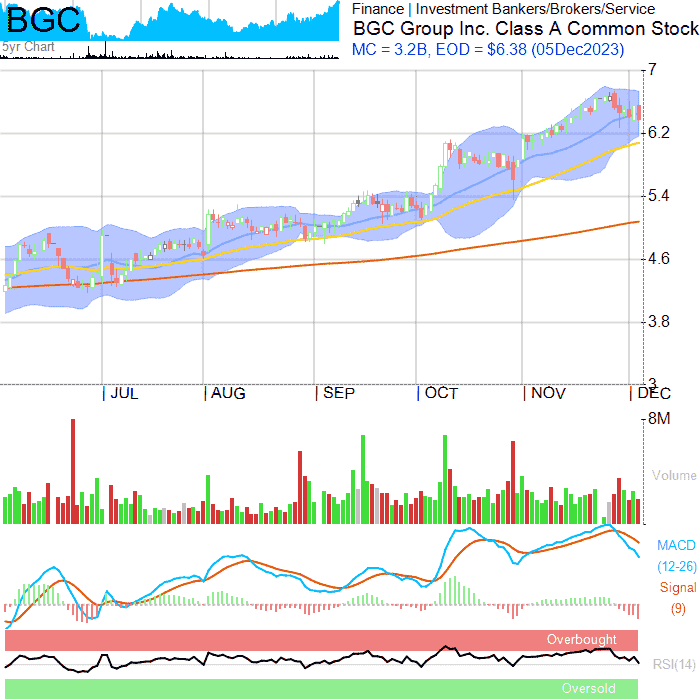 BGC
5yr Chart
Finance | Investment Bankers/Brokers/Service
BGC Group Inc. Class A Common Stock
MC = 3.2B, EOD = $6.38 (05Dec2023)
7
6.2
5.4
4.6
3.8
3
JUL AUG SEP OCT NOV DEC
8M
Volume
MACD
(12-26)
Signal
(9)
Overbought
RSI(14)
Oversold